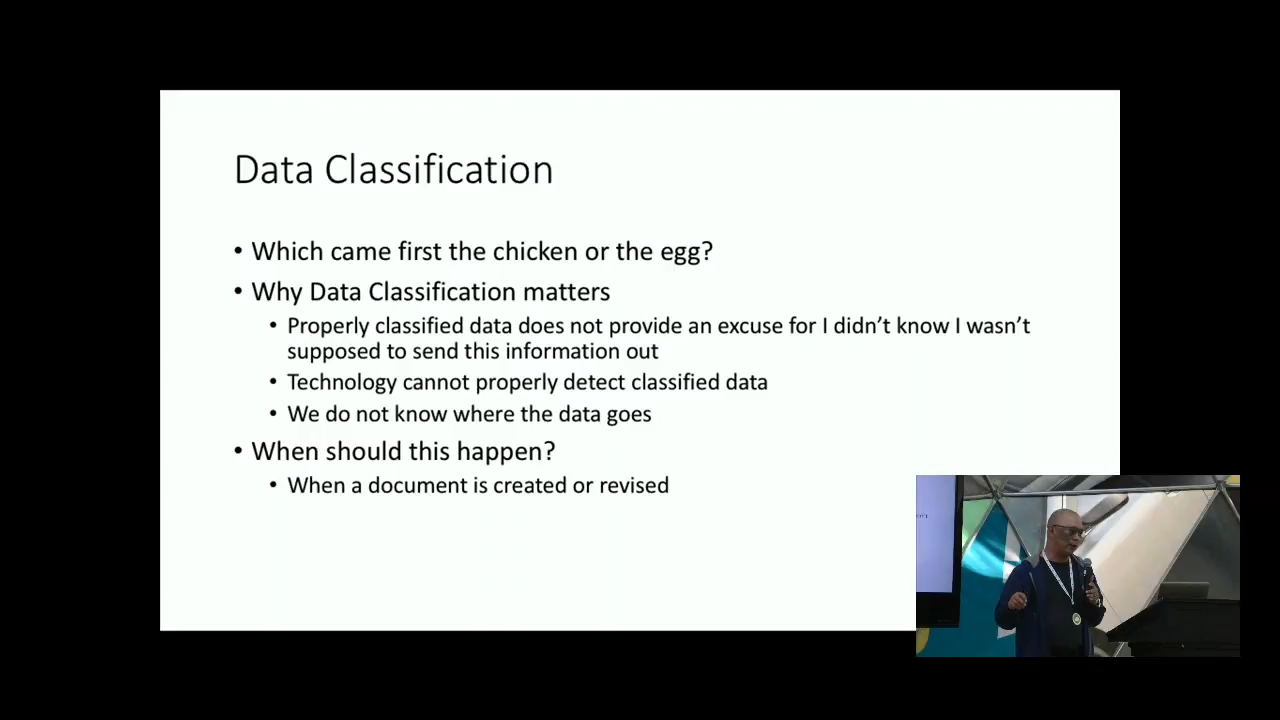 Data Classification
• Which came first the chicken or the egg?
• Why Data Classification matters
• Properly classified data does not provide an excuse for I didn’t know I wasn’t
supposed to send this information out
• Technology cannot properly detect classified data
• We do not know where the data goes
• When should this happen?
• When a document is created or revised